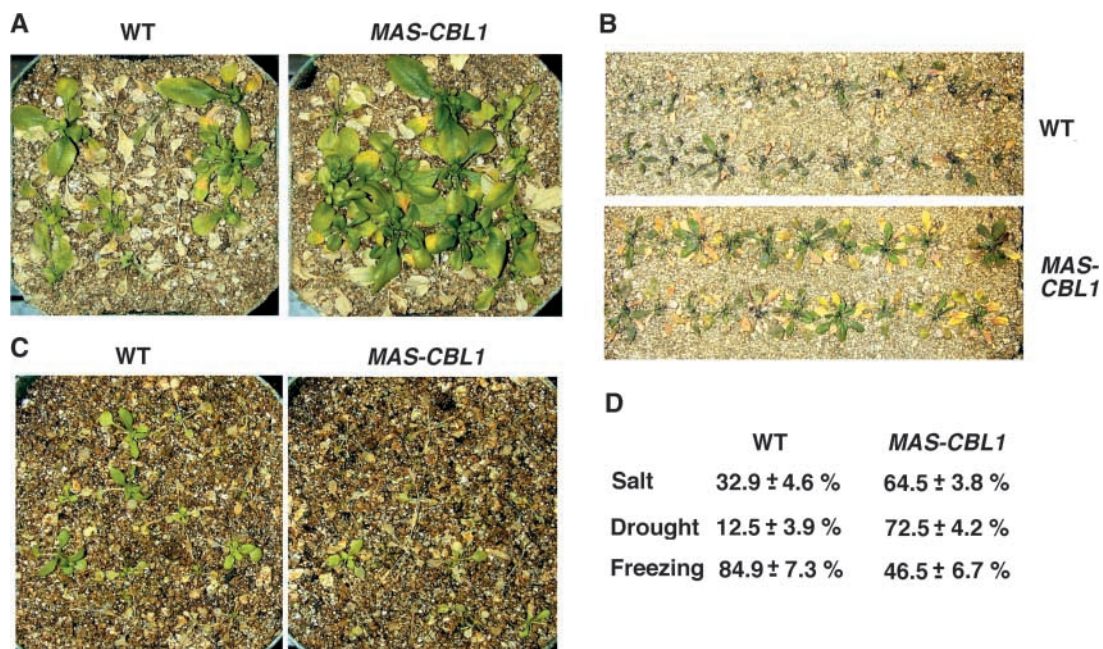 A
WT
MAS-CBL1
B
WT
MAS-
CBL1
C
WT
MAS-CBL1
D
WT
MAS-CBL1
Salt
32.9 ± 4.6 %
64.5 ± 3.8 %
Drought
12.5 ± 3.9 %
72.5 ± 4.2 %
Freezing
84.9 ± 7.3 %
46.5 ± 6.7 %